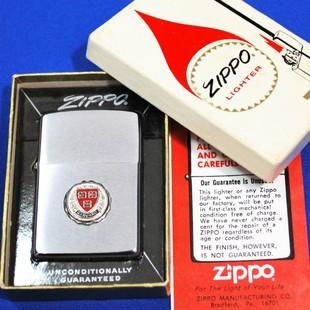 ZIPPO
LIGHTER
ZIPPO
UNCONDITIONALLY
GUARANTEED
ALL
AND
CAREFUL
Our Guarantee is Unusual
Any Zippo
lighter, when returned to
our factory, will be put
in first-class mechanical
condition free of charge.
We have never charged a
cent for the repair of a
ZIPPO regardless of its
age or condition.
THE FINISH, HOWEVER,
IS NOT GUARANTEED.
zippo
For The Light of Your Life
ZIPPO MANUFACTURING CO.
Bradford, Pa. 16701